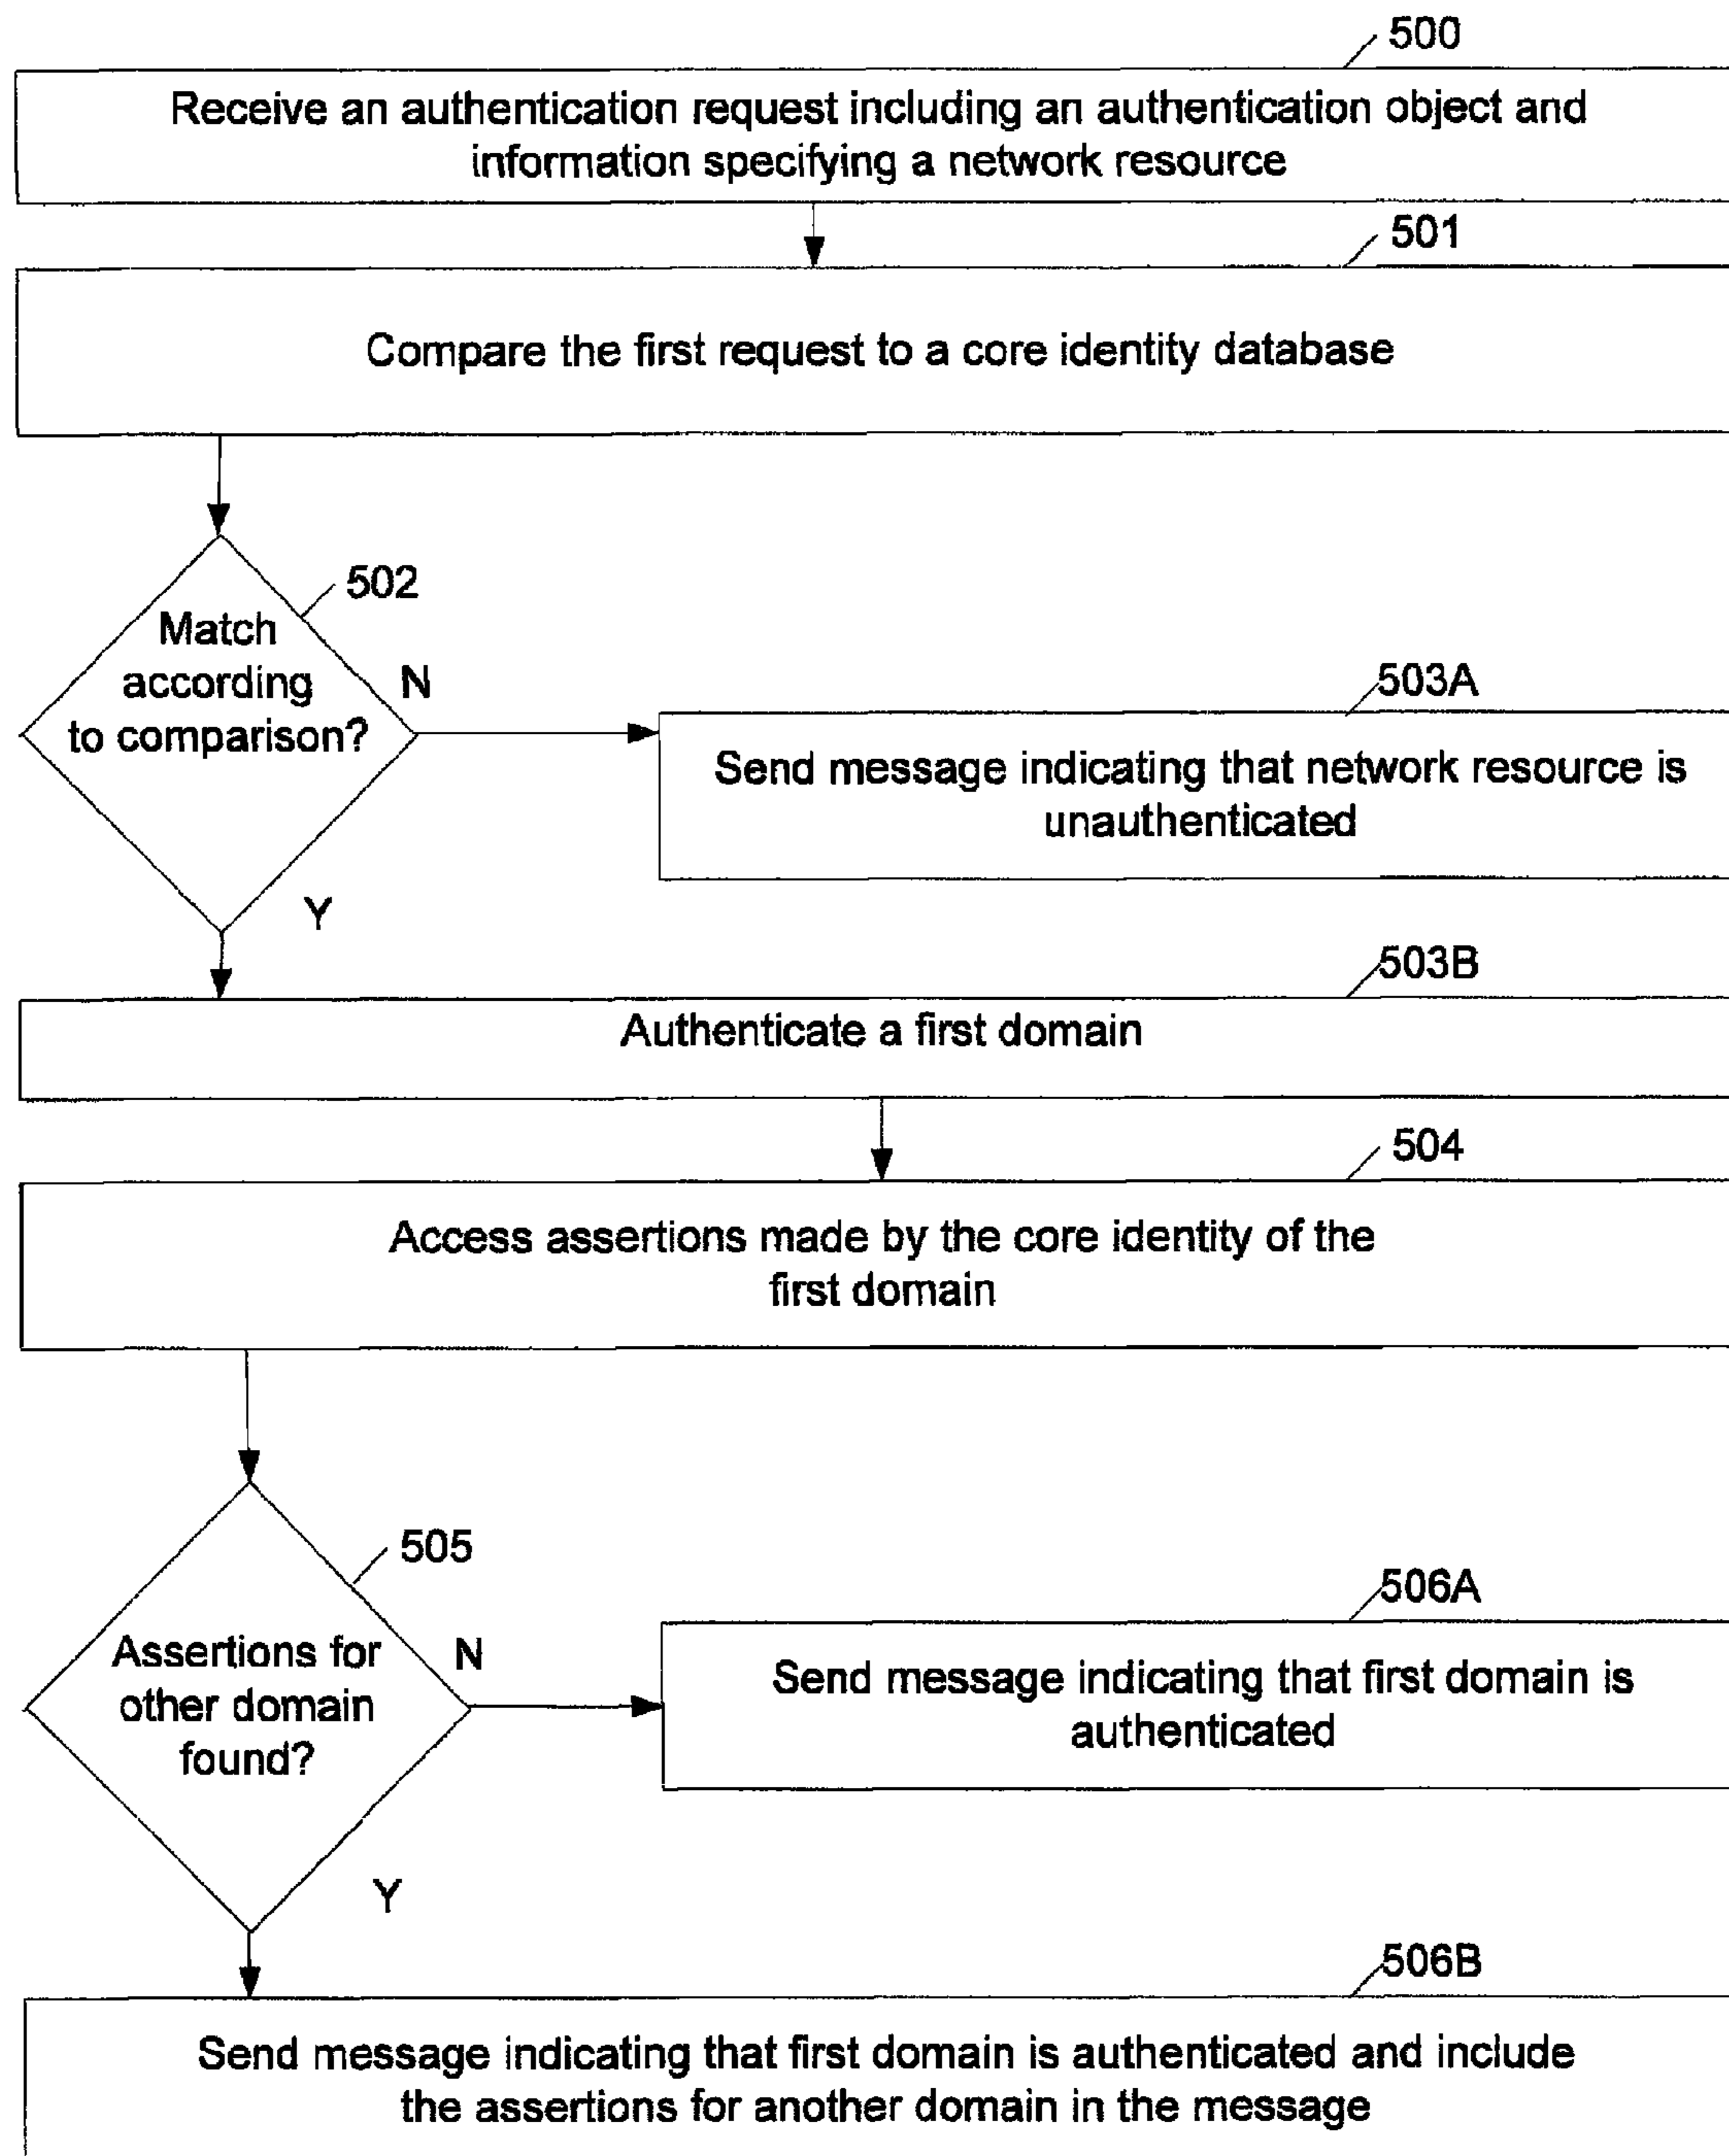 500
Receive an authentication request including an authentication object and
information specifying a network resource
501
Compare the first request to a core identity database
502
Match
according
to comparison?
N
503A
Send message indicating that network resource is
unauthenticated
Y
503B
Authenticate a first domain
504
Access assertions made by the core identity of the
first domain
505
Assertions for
other domain
found?
N
506A
Send message indicating that first domain is
authenticated
Y
506B
Send message indicating that first domain is authenticated and include
the assertions for another domain in the message